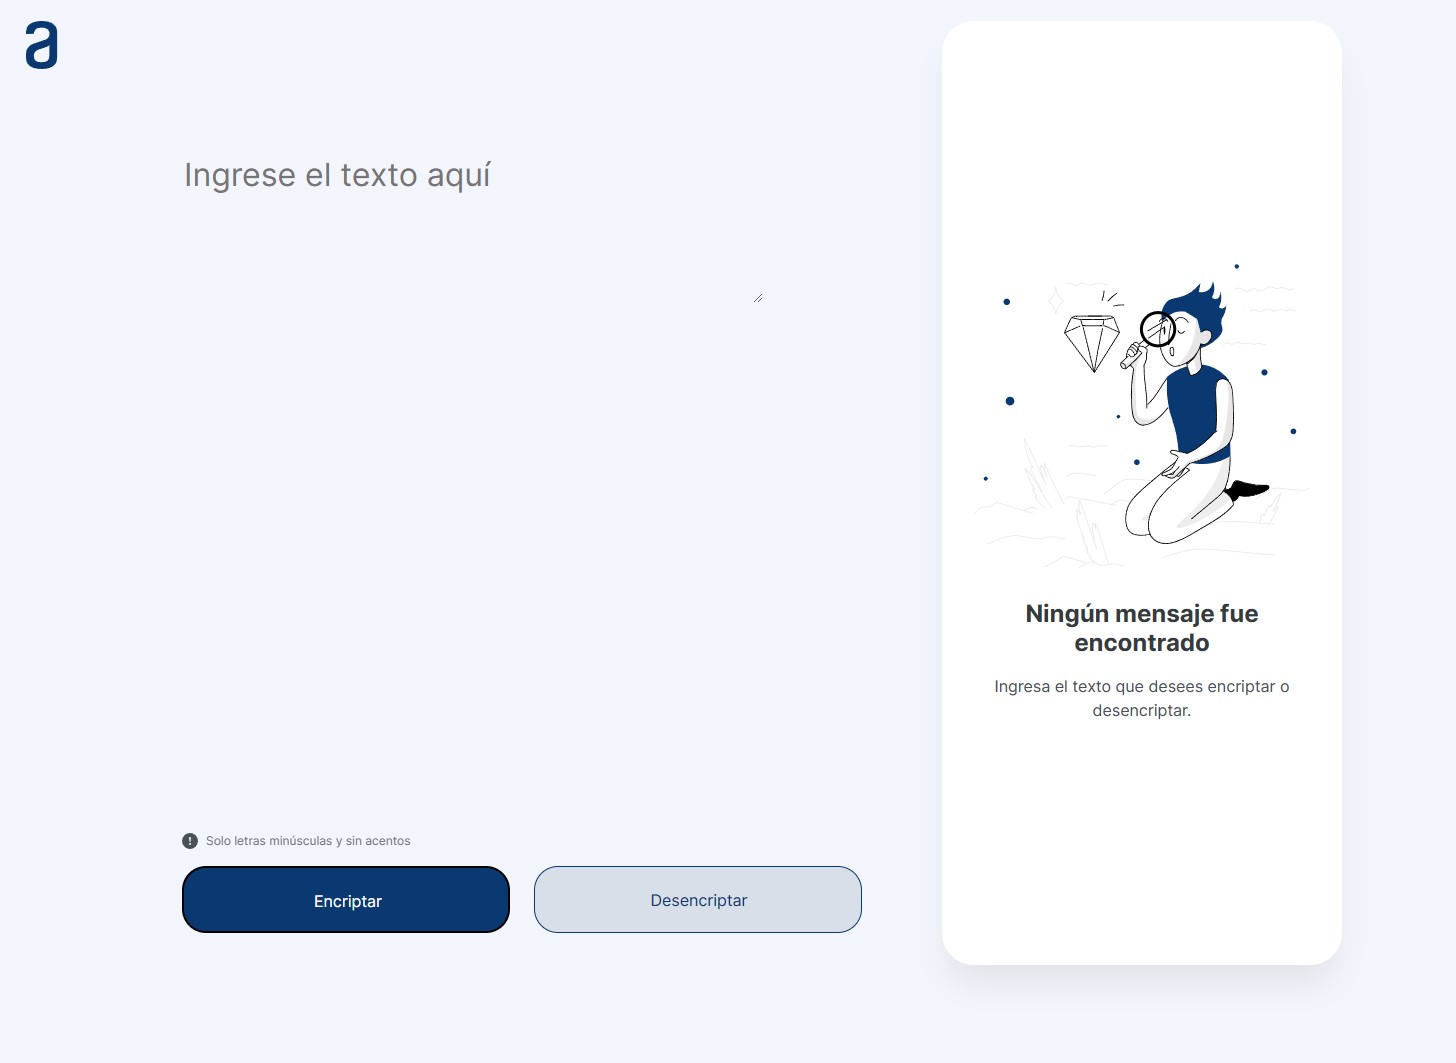 a
Ingrese el texto aquí
Ningún mensaje fue
encontrado
Ingresa el texto que desees encriptar o
desencriptar.
! Solo letras minúsculas y sin acentos
Encriptar
Desencriptar